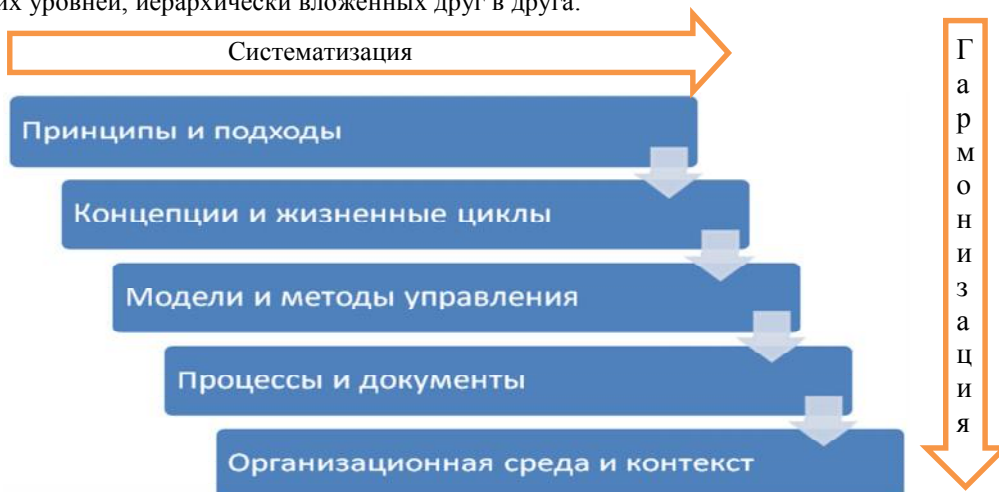 их уровней, иерархически вложенных друг в друга.
Систематизация
Принципы и подходы
Концепции и жизненные циклы
Модели и методы управления
Процессы и документы
Организационная среда и контекст
Гармонизация